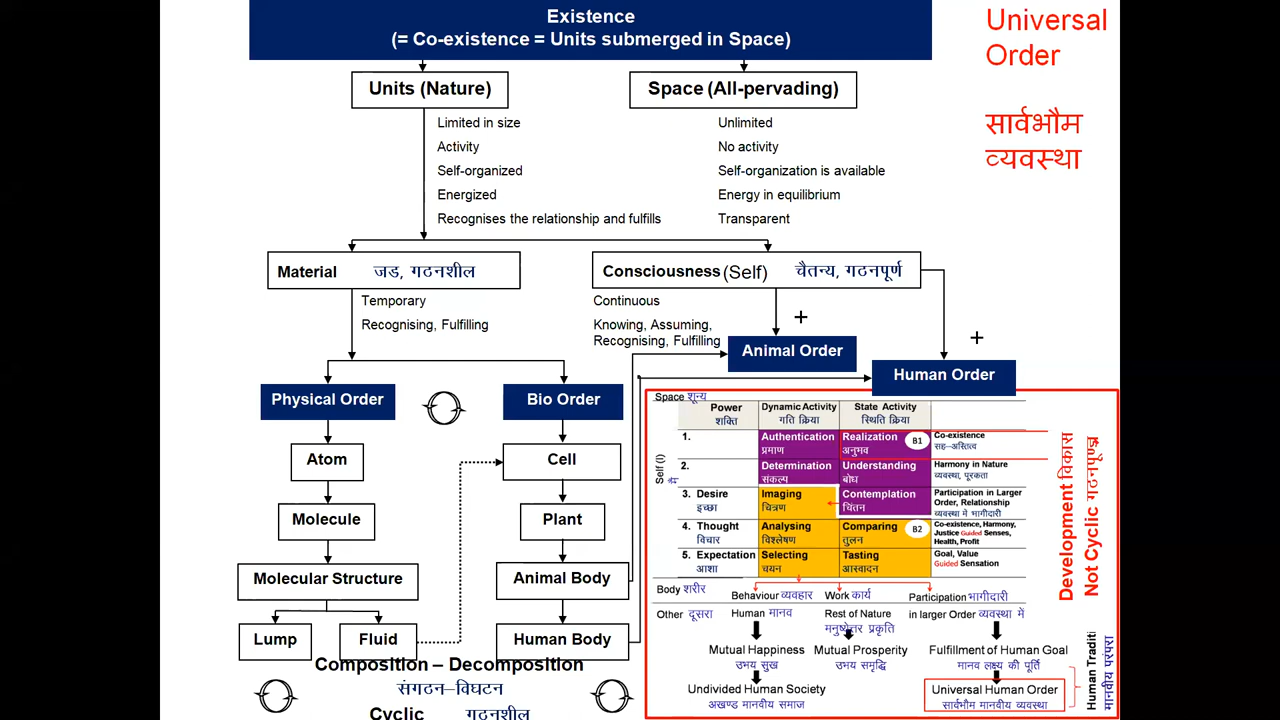 Existence
(= Co-existence = Units submerged in Space)
Universal
Order
सार्वभौम
व्यवस्था
Units (Nature)
Space (All-pervading)
Limited in size
Activity
Self-organized
Energized
Recognises the relationship and fulfills
Unlimited
No activity
Self-organization is available
Energy in equilibrium
Transparent
Material जड, गठनशील
Consciousness (Self) चैतन्य, गठनपूर्ण
Temporary
Recognising, Fulfilling
Continuous
Knowing, Assuming,
Recognising, Fulfilling
+
+
Animal Order
Human Order
Physical Order
Bio Order
Atom
Molecule
Molecular Structure
Lump
Fluid
Cell
Plant
Animal Body
Human Body
Composition – Decomposition
संगठन–विघटन
Cyclic गठनशील
Space शून्य
Power
शक्ति
Dynamic Activity
गति क्रिया
State Activity
स्थिति क्रिया
Self (I)
मैं
1.
Authentication
प्रमाण
Realization
अनुभव
B1
Co-existence
सह–अस्तित्व
2.
Determination
संकल्प
Understanding
बोध
Harmony in Nature
व्यवस्था, पूरकता
3. Desire
इच्छा
Imaging
चित्रण
Contemplation
चिंतन
Participation in Larger
Order, Relationship
व्यवस्था में भागीदारी
4. Thought
विचार
Analysing
विश्लेषण
Comparing
तुलन
B2
Co-existence, Harmony,
Justice Guided Senses,
Health, Profit
5. Expectation
आशा
Selecting
चयन
Tasting
आस्वादन
Goal, Value
Guided Sensation
Body शरीर
Behaviour व्यवहार
Work कार्य
Participation भागीदारी
Other दूसरा
Human मानव
Rest of Nature
मनुष्येत्तर प्रकृति
in larger Order व्यवस्था में
Mutual Happiness
उभय सुख
Mutual Prosperity
उभय समृद्धि
Fulfillment of Human Goal
मानव लक्ष्य की पूर्ति
Undivided Human Society
अखण्ड मानवीय समाज
Universal Human Order
सार्वभौम मानवीय व्यवस्था
Development विकास
Not Cyclic गठनपूर्ण
Human Traditi
मानवीय परंपरा